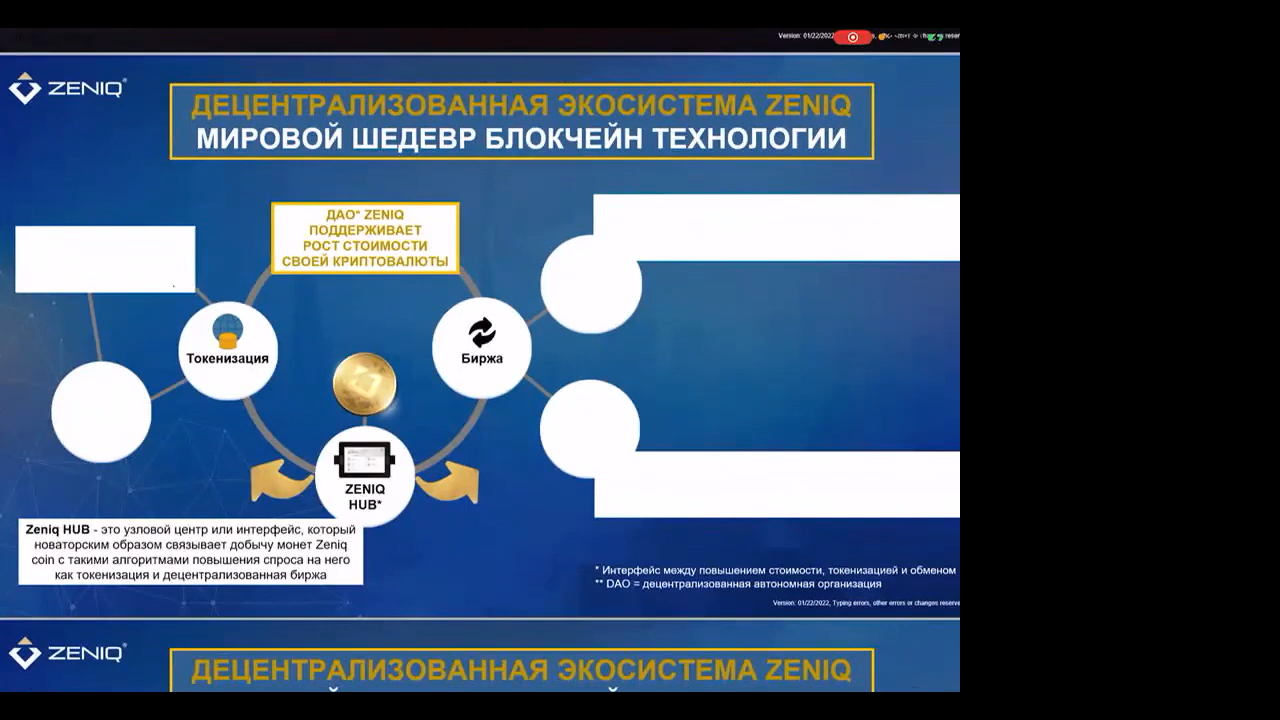 Version: 01/22/2022
ZENIQ®
ДЕЦЕНТРАЛИЗОВАННАЯ ЭКОСИСТЕМА ZENIQ
МИРОВОЙ ШЕДЕВР БЛОКЧЕЙН ТЕХНОЛОГИИ
ДАО* ZENIQ
ПОДДЕРЖИВАЕТ
РОСТ СТОИМОСТИ
СВОЕЙ КРИПТОВАЛЮТЫ
Токенизация
Биржа
ZENIQ
HUB*
Zeniq HUB - это узловой центр или интерфейс, который
новаторским образом связывает добычу монет Zeniq
coin с такими алгоритмами повышения спроса на него
как токенизация и децентрализованная биржа
* Интерфейс между повышением стоимости, токенизацией и обменом
** DAO = децентрализованная автономная организация
Version: 01/22/2022, Typing errors, other errors or changes reserve
ZENIQ®
ДЕЦЕНТРАЛИЗОВАННАЯ ЭКОСИСТЕМА ZENIQ